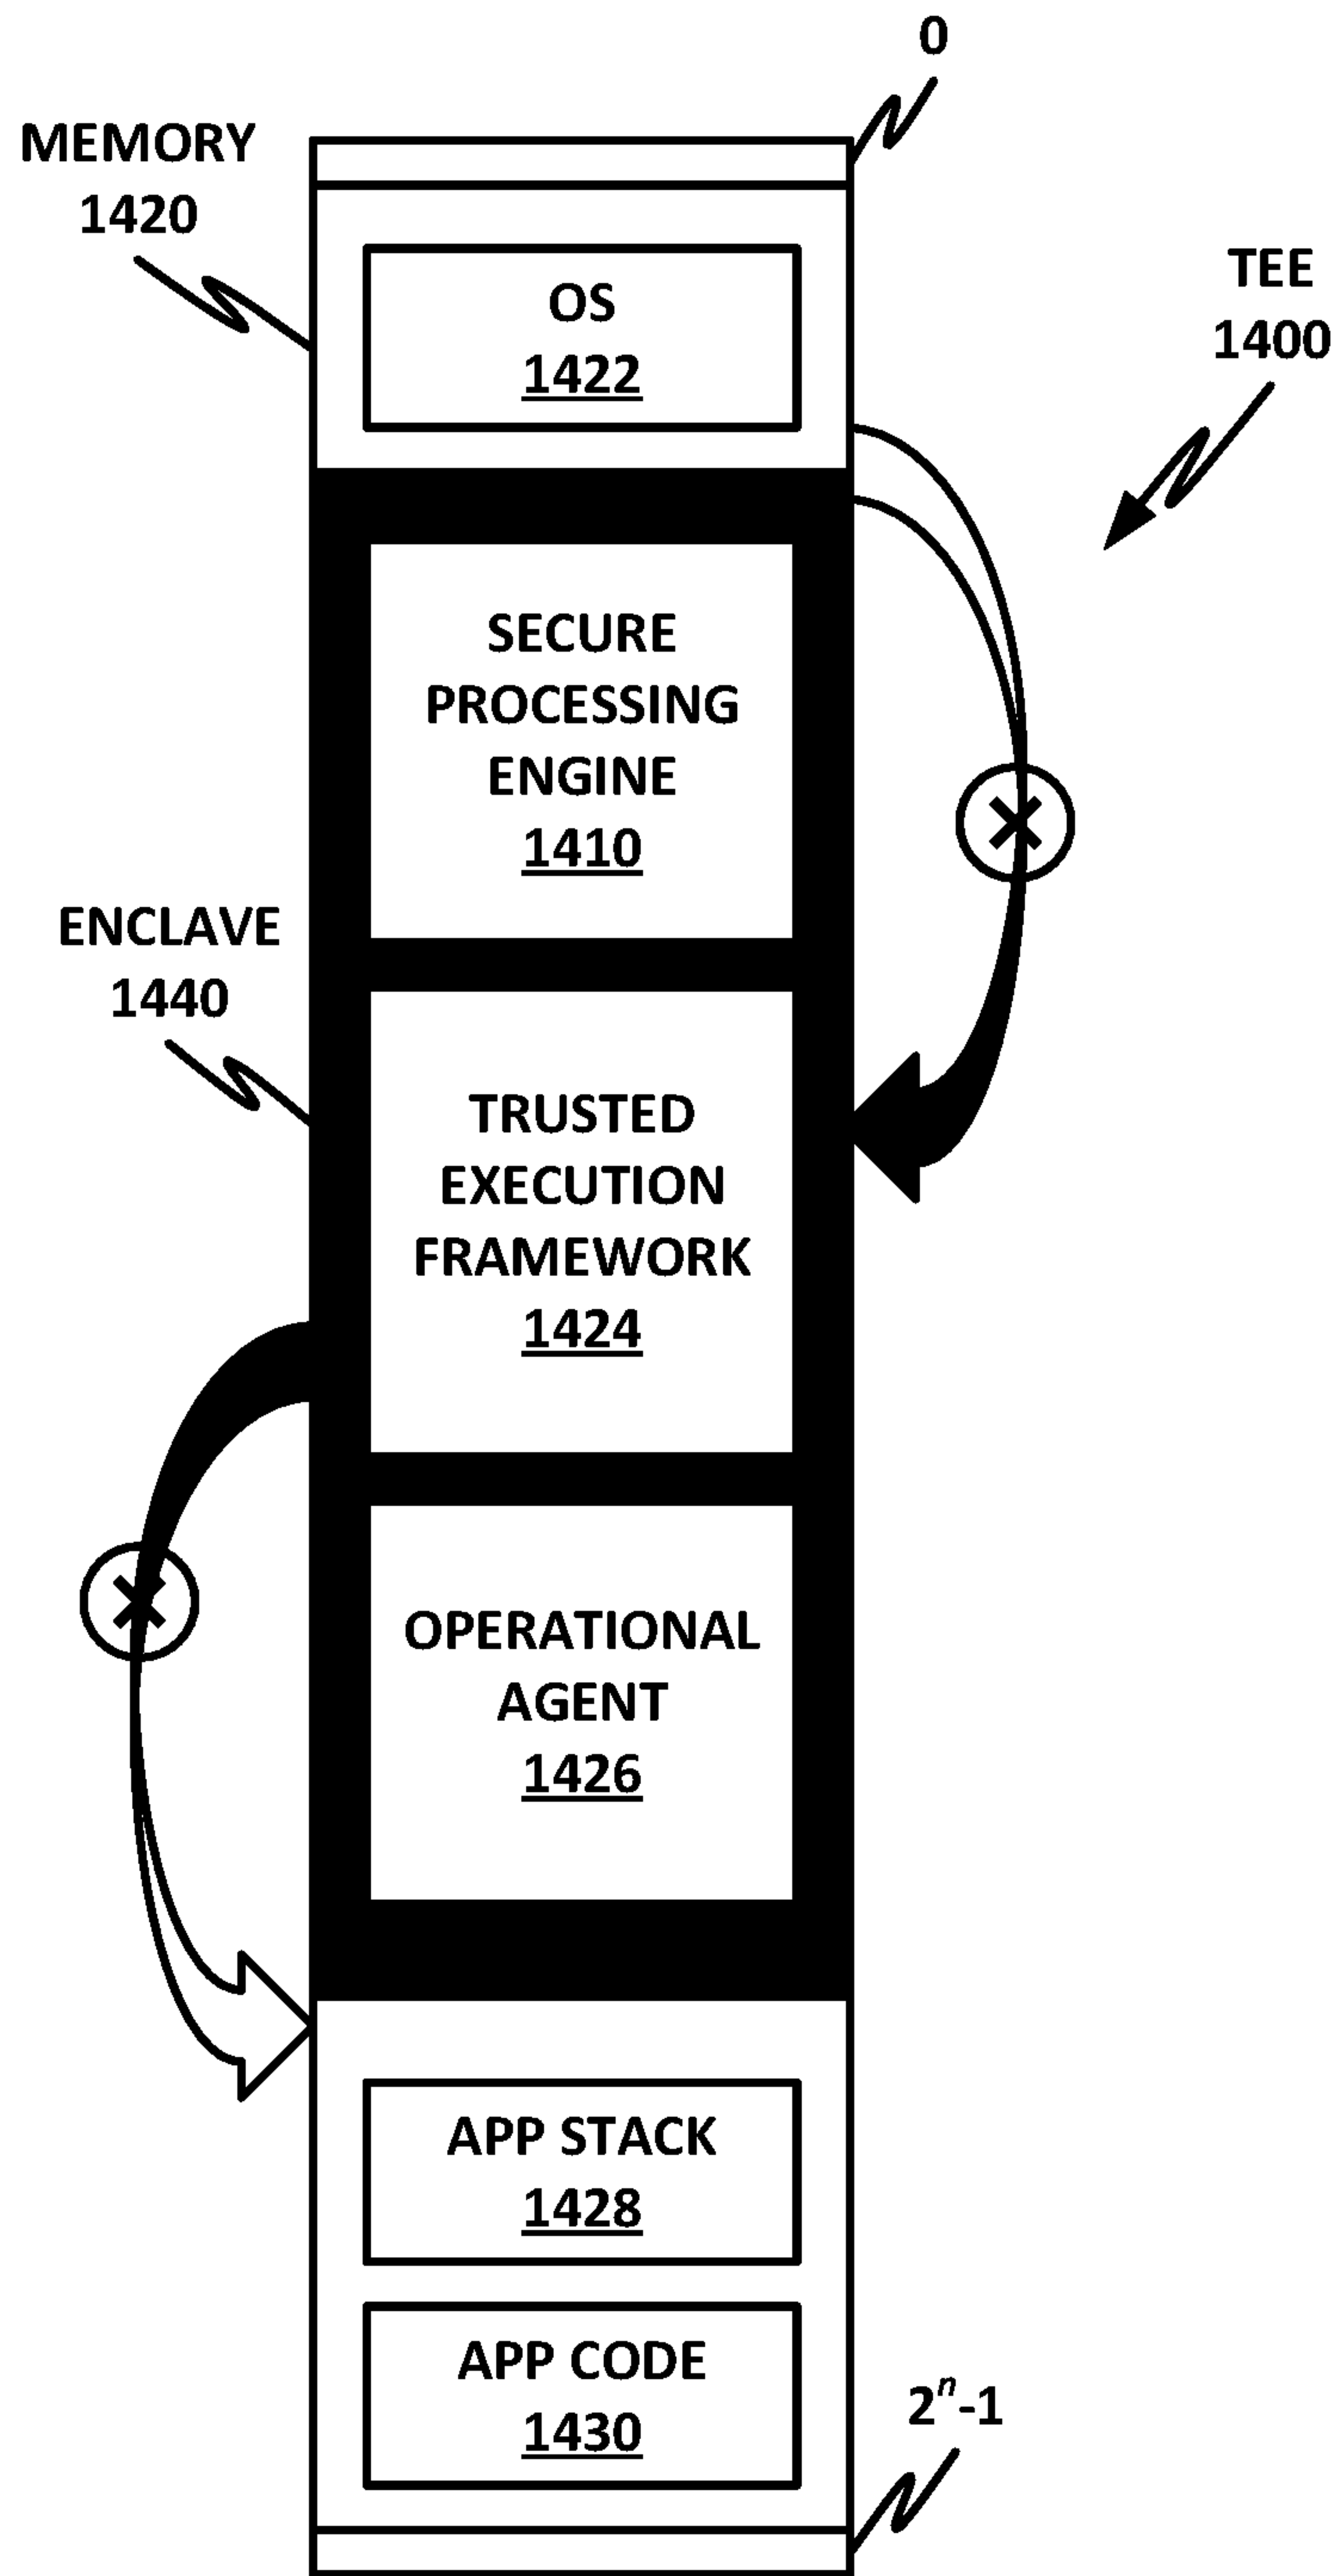 0
MEMORY
1420
TEE
1400
OS
1422
SECURE
PROCESSING
ENGINE
1410
ENCLAVE
1440
TRUSTED
EXECUTION
FRAMEWORK
1424
OPERATIONAL
AGENT
1426
APP STACK
1428
APP CODE
1430
2ⁿ-1